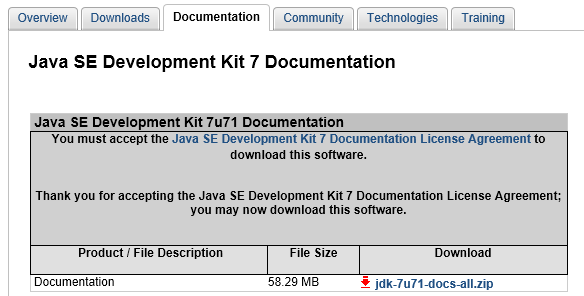 Overview Downloads Documentation Community Technologies Training
Java SE Development Kit 7 Documentation
Java SE Development Kit 7u71 Documentation
You must accept the Java SE Development Kit 7 Documentation License Agreement to
download this software.
Thank you for accepting the Java SE Development Kit 7 Documentation License Agreement;
you may now download this software.
Product / File Description File Size Download
Documentation 58.29 MB jdk-7u71-docs-all.zip